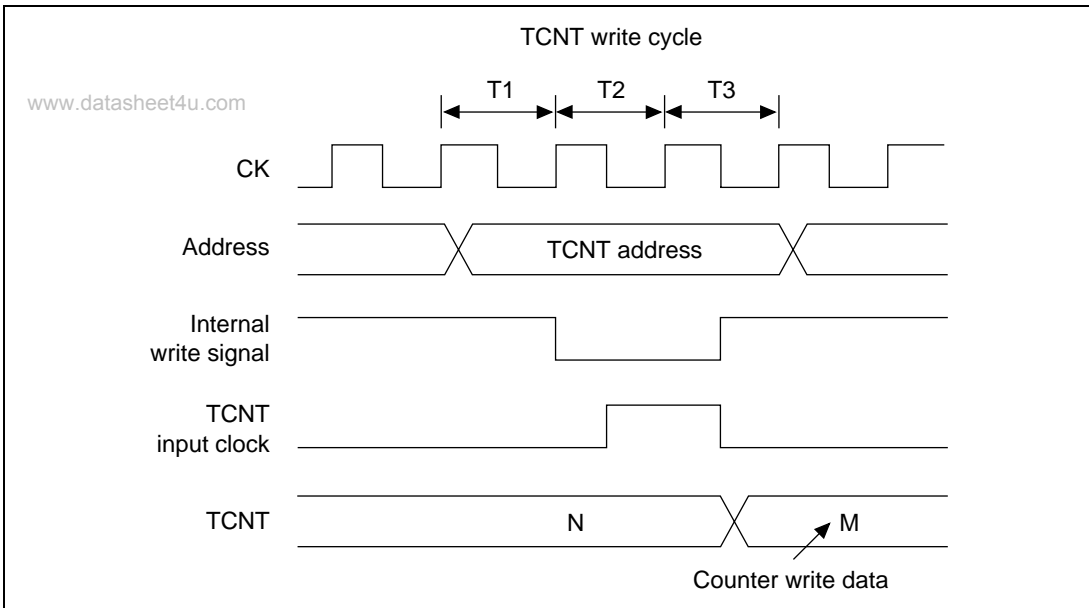 TCNT write cycle
www.datasheet4u.com
T1 T2 T3
CK
Address
TCNT address
Internal
write signal
TCNT
input clock
TCNT
N
M
Counter write data